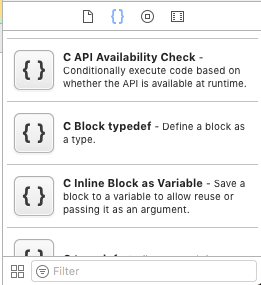 C API Availability Check -
Conditionally execute code based on
whether the API is available at runtime.
C Block typedef - Define a block as
a type.
C Inline Block as Variable - Save a
block to a variable to allow reuse or
passing it as an argument.
Filter